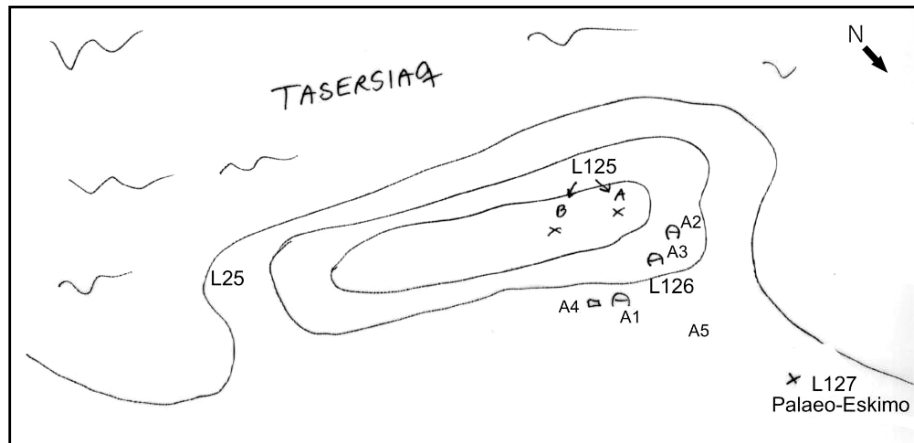 N
TASERSIAQ
L125
B
A
A2
A3
L25
L126
A4
A1
A5
L127
Palaeo-Eskimo